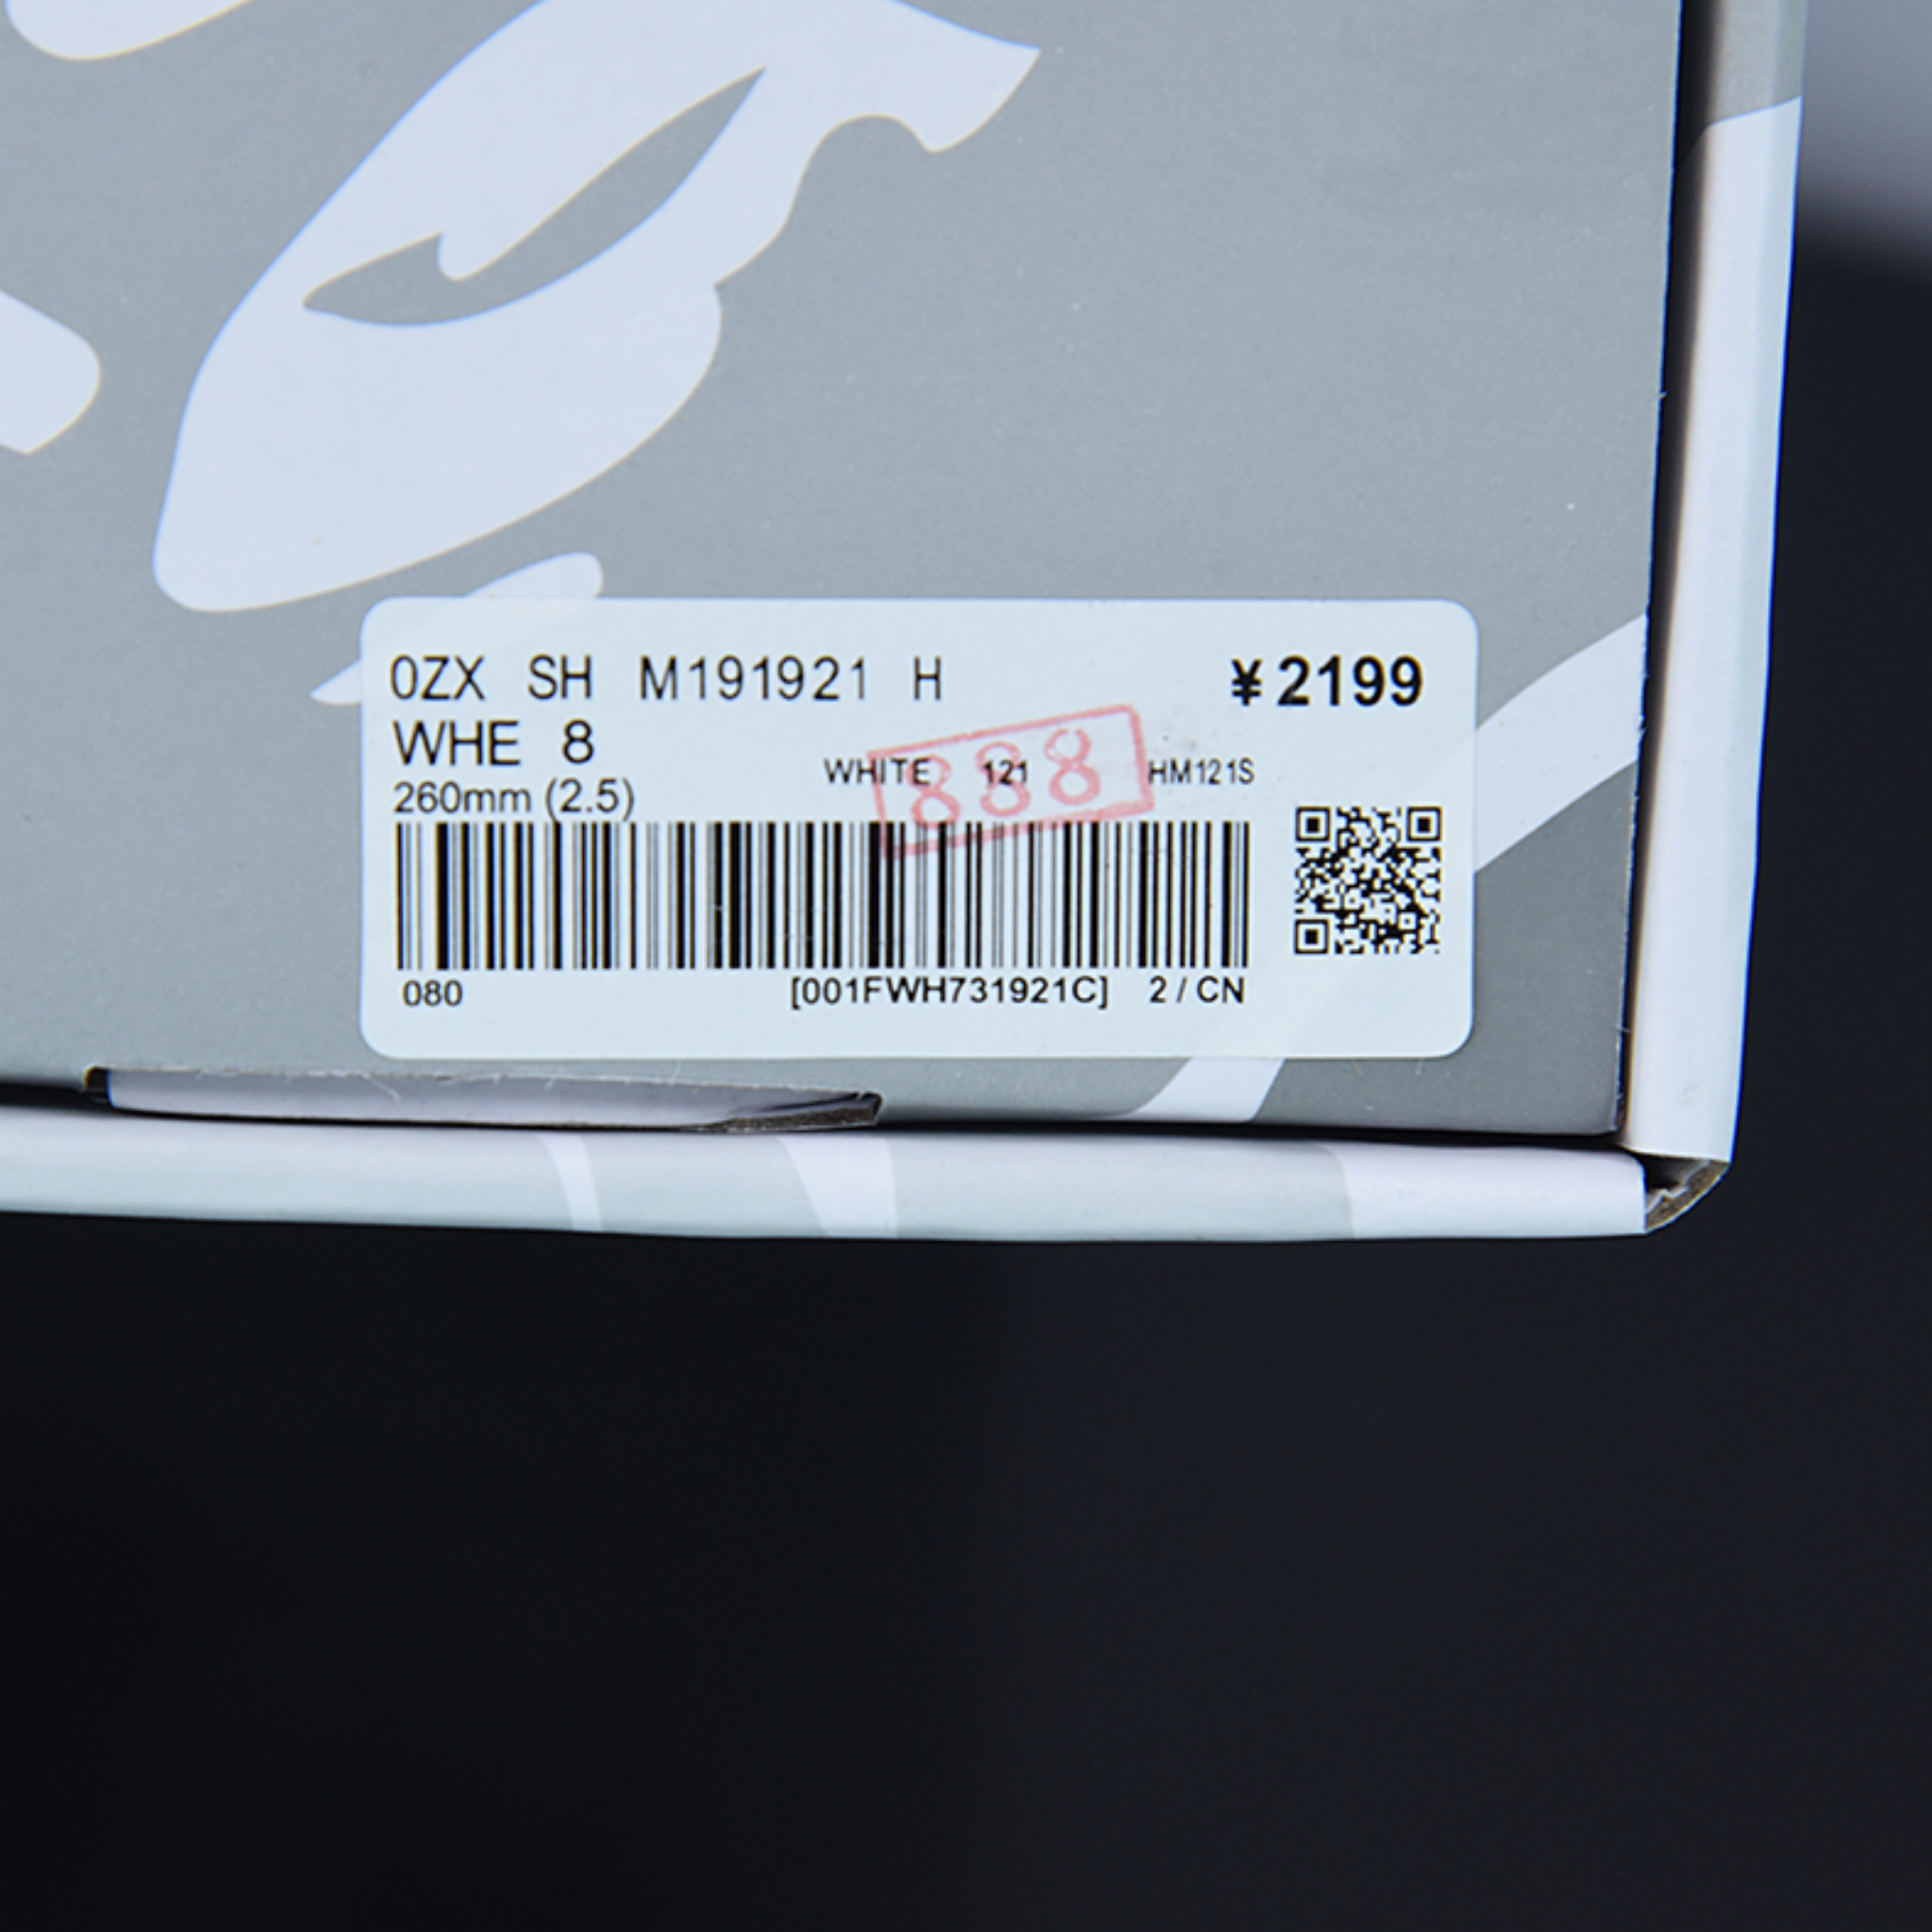 0ZX SH M191921 H ¥2199
WHE 8
WHITE 121 HM121S
888
260mm (2.5)
080 [001FWH731921C] 2 / CN